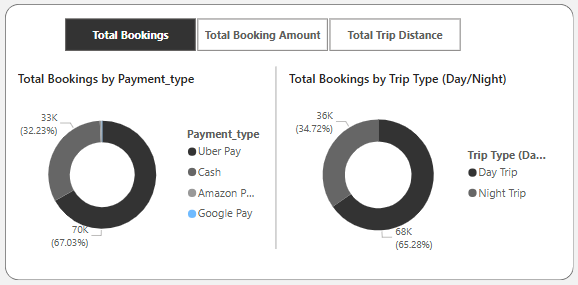 Total Bookings
Total Booking Amount
Total Trip Distance
Total Bookings by Payment_type
33K
(32.23%)
70K
(67.03%)
Payment_type
Uber Pay
Cash
Amazon P...
Google Pay
Total Bookings by Trip Type (Day/Night)
36K
(34.72%)
68K
(65.28%)
Trip Type (Da...
Day Trip
Night Trip